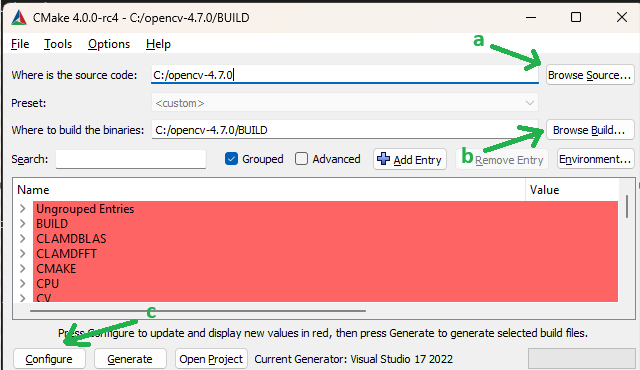 CMake 4.0.0-rc4 - C:/opencv-4.7.0/BUILD
File Tools Options Help
a
Where is the source code: C:/opencv-4.7.0 Browse Source...
Preset: <custom>
Where to build the binaries: C:/opencv-4.7.0/BUILD Browse Build...
b
Search: Grouped Advanced Add Entry Remove Entry Environment...
Name Value
Ungrouped Entries
BUILD
CLAMDBLAS
CLAMDFFT
CMAKE
CPU
CV
c
Press Configure to update and display new values in red, then press Generate to generate selected build files.
Configure Generate Open Project Current Generator: Visual Studio 17 2022